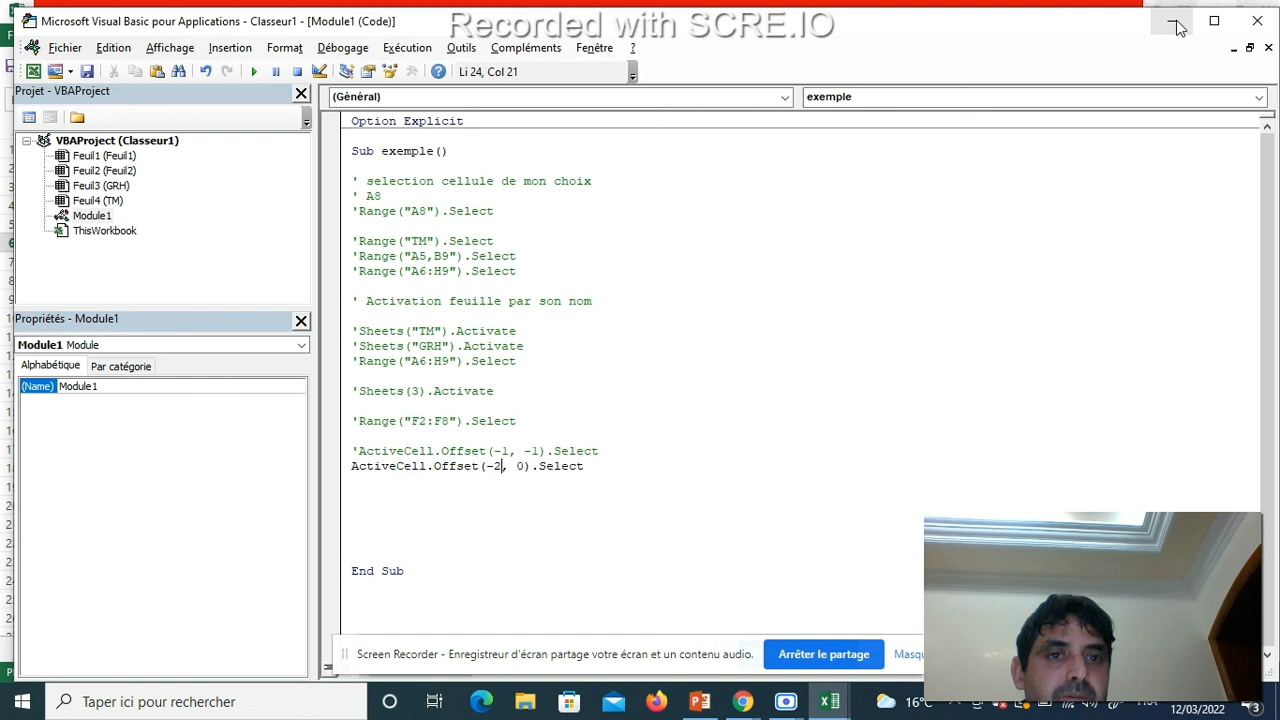 Microsoft Visual Basic pour Applications - Classeur1 - [Module1 (Code)]
Recorded with SCRE.IO
Fichier Edition Affichage Insertion Format Débogage Exécution Outils Compléments Fenêtre ?
Li 24, Col 21
Projet - VBAProject
(Général)
exemple
VBAProject (Classeur1)
Feuil1 (Feuil1)
Feuil2 (Feuil2)
Feuil3 (GRH)
Feuil4 (TM)
Module1
ThisWorkbook
Propriétés - Module1
Module1 Module
Alphabétique Par catégorie
(Name) Module1
Option Explicit
Sub exemple()
' selection cellule de mon choix
' A8
'Range("A8").Select
'Range("TM").Select
'Range("A5,B9").Select
'Range("A6:H9").Select
' Activation feuille par son nom
'Sheets("TM").Activate
'Sheets("GRH").Activate
'Range("A6:H9").Select
'Sheets(3).Activate
'Range("F2:F8").Select
'ActiveCell.Offset(-1, -1).Select
ActiveCell.Offset(-2, 0).Select
End Sub
Screen Recorder - Enregistreur d'écran partage votre écran et un contenu audio.
Arrêter le partage
Taper ici pour rechercher
16°C
12/03/2022
3